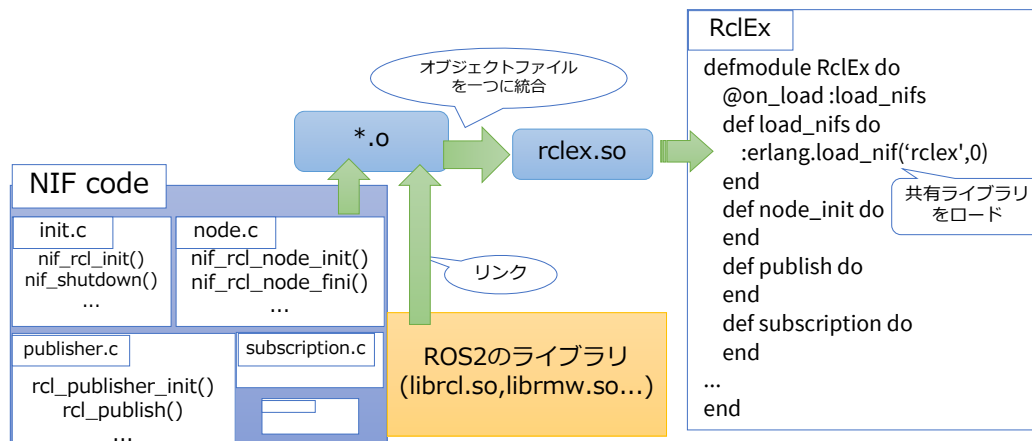 オブジェクトファイル
を一つに統合
*.o
rclex.so
NIF code
init.c
nif_rcl_init()
nif_shutdown()
...
node.c
nif_rcl_node_init()
nif_rcl_node_fini()
...
リンク
publisher.c
rcl_publisher_init()
rcl_publish()
...
subscription.c
ROS2のライブラリ
(librcl.so,librmw.so...)
RclEx
defmodule RclEx do
@on_load :load_nifs
def load_nifs do
:erlang.load_nif(‘rclex',0)
end
共有ライブラリ
をロード
def node_init do
end
def publish do
end
def subscription do
end
...
end